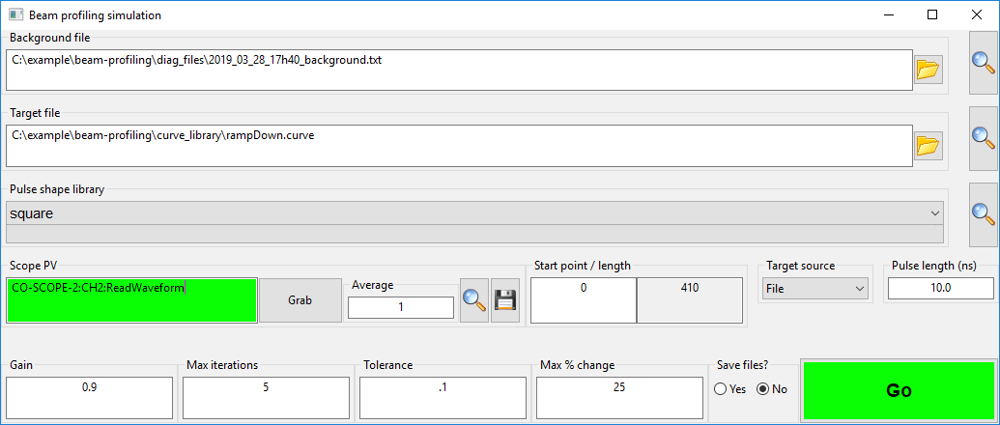 Beam profiling simulation
Background file
C:\example\beam-profiling\diag_files\2019_03_28_17h40_background.txt
Target file
C:\example\beam-profiling\curve_library\rampDown.curve
Pulse shape library
square
Scope PV
CO-SCOPE-2:CH2:ReadWaveform
Grab
Average
1
Start point / length
0 410
Target source
File
Pulse length (ns)
10.0
Gain
0.9
Max iterations
5
Tolerance
.1
Max % change
25
Save files?
Yes No
Go